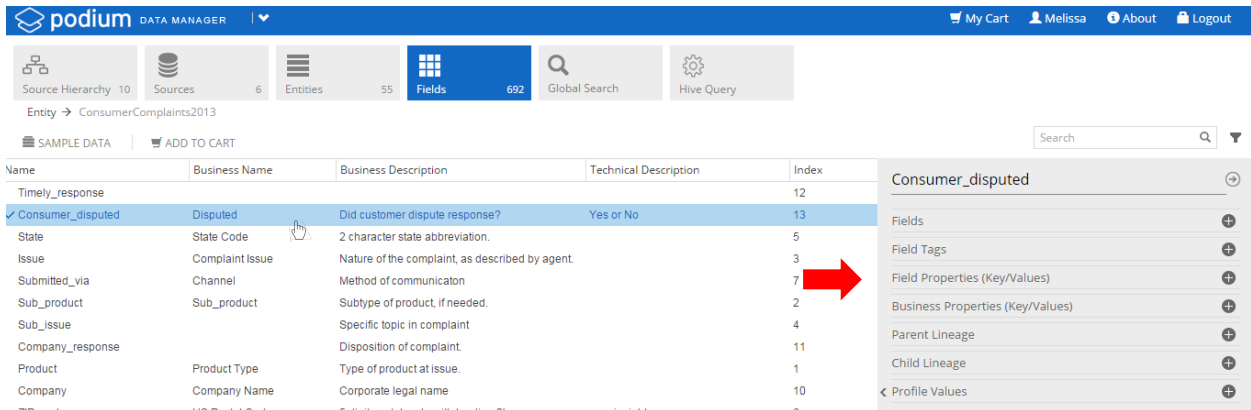 podium DATA MANAGER My Cart Melissa About Logout
Source Hierarchy 10 Sources 6 Entities 55 Fields 692 Global Search Hive Query
Entity → ConsumerComplaints2013
SAMPLE DATA ADD TO CART Search
Name Business Name Business Description Technical Description Index
Timely_response 12
Consumer_disputed Disputed Did customer dispute response? Yes or No 13
State State Code 2 character state abbreviation. 5
Issue Complaint Issue Nature of the complaint, as described by agent. 3
Submitted_via Channel Method of communicaton 7
Sub_product Sub_product Subtype of product, if needed. 2
Sub_issue Specific topic in complaint 4
Company_response Disposition of complaint. 11
Product Product Type Type of product at issue. 1
Company Company Name Corporate legal name 10
Consumer_disputed
Fields
Field Tags
Field Properties (Key/Values)
Business Properties (Key/Values)
Parent Lineage
Child Lineage
Profile Values